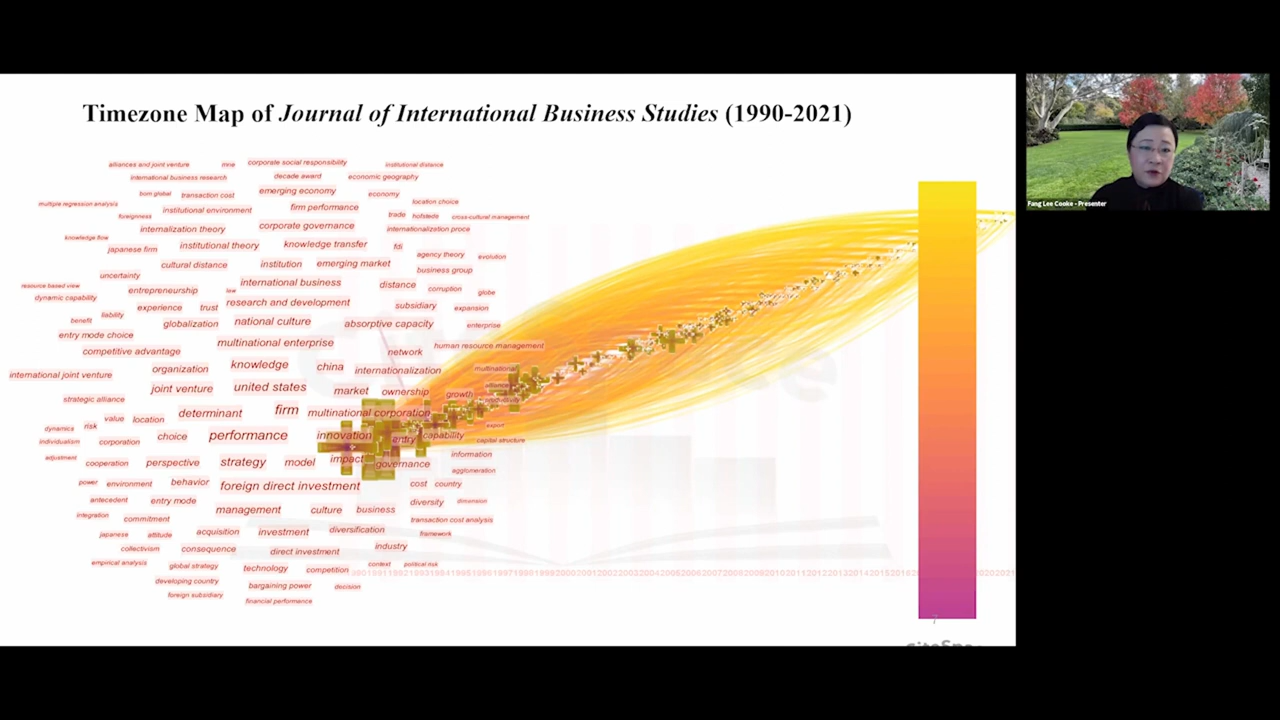 Timezone Map of Journal of International Business Studies (1990-2021)
Fang Lee Cooke - Presenter
alliances and joint venture mne corporate social responsibility institutional distance
international business research decade award economic geography
born global transaction cost emerging economy economy
multiple regression analysis institutional environment firm performance location choice
foreignness trade hofstede cross-cultural management
internalization theory corporate governance internationalization proce
knowledge flow japanese firm institutional theory knowledge transfer fdi
agency theory evolution
cultural distance institution emerging market business group
uncertainty international business distance corruption
resource based view entrepreneurship law globe
dynamic capability
experience trust research and development subsidiary expansion
benefit liability
globalization national culture absorptive capacity enterprise
entry mode choice multinational enterprise human resource management
competitive advantage network
organization knowledge china internationalization multinational
international joint venture
joint venture united states market ownership growth alliance
strategic alliance productivity
value location determinant firm multinational corporation
dynamics risk export
individualism corporation choice performance innovation entry capability capital structure
adjustment cooperation perspective strategy model impact governance information
agglomeration
power environment behavior foreign direct investment cost country
antecedent entry mode diversity dimension
integration management culture business
commitment transaction cost analysis
japanese attitude acquisition investment diversification framework
collectivism consequence direct investment industry
empirical analysis global strategy technology competition context political risk
developing country bargaining power decision
foreign subsidiary financial performance
7